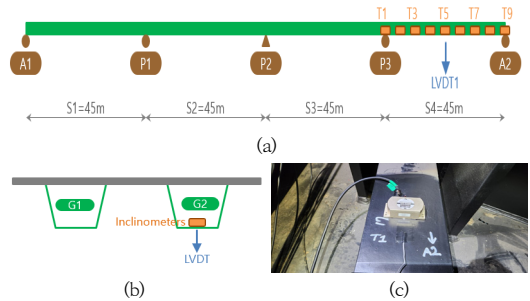 T1 T3 T5 T7 T9
A1 P1 P2 P3 A2
LVDT1
S1=45m S2=45m S3=45m S4=45m
(a)
G1 G2
Inclinometers
LVDT
T1
A2
(b) (c)